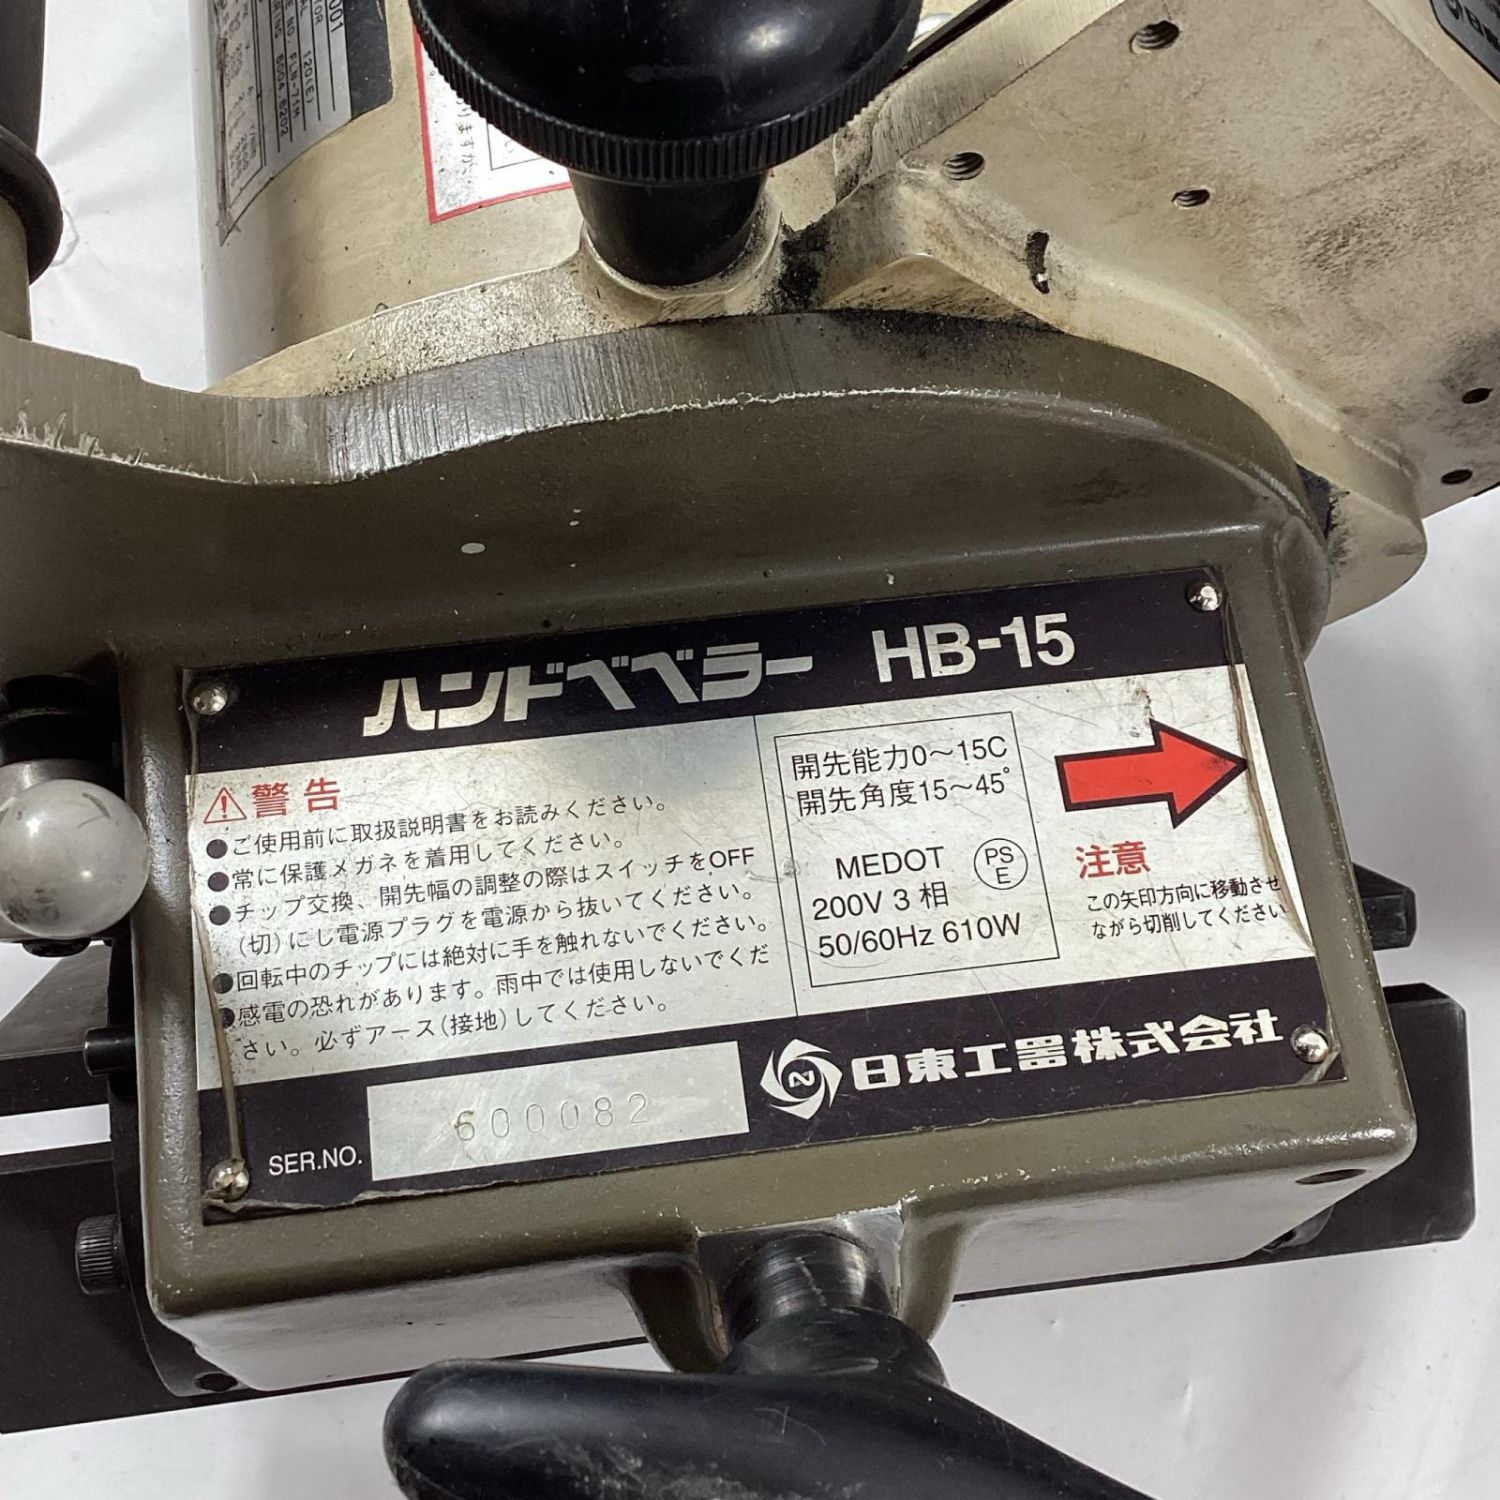 001
120(E)
6004 6202
りますか
ハンドベベラー HB-15
警告
●ご使用前に取扱説明書をお読みください。
●常に保護メガネを着用してください。
●チップ交換、開先幅の調整の際はスイッチをOFF
(切)にし電源プラグを電源から抜いてください。
●回転中のチップには絶対に手を触れないでください。
●感電の恐れがあります。雨中では使用しないでくだ
さい。必ずアース(接地)してください。
開先能力0～15C
開先角度15～45°
MEDOT
PS
E
200V 3相
50/60Hz 610W
注意
この矢印方向に移動させ
ながら切削してください
SER.NO. 600082
日東工器株式会社